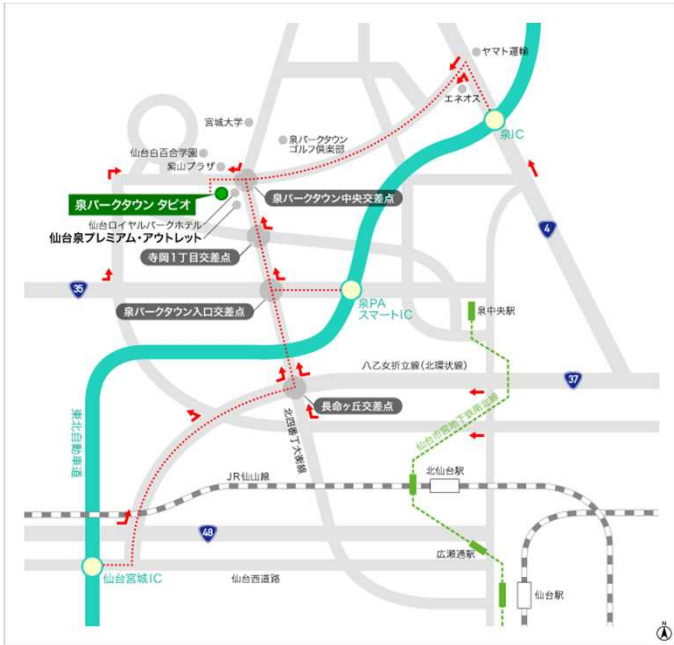 ヤマト運輸
エネオス
泉IC
宮城大学
泉パークタウン
ゴルフ倶楽部
仙台白百合学園
紫山プラザ
泉パークタウン タピオ
泉パークタウン中央交差点
仙台ロイヤルパークホテル
仙台泉プレミアム・アウトレット
4
寺岡1丁目交差点
35
泉PA
スマートIC
泉パークタウン入口交差点
泉中央駅
八乙女折立線(北環状線)
37
長命ヶ丘交差点
東北自動車道
北四番丁大衡線
仙台市営地下鉄南北線
JR仙山線
北仙台駅
48
広瀬通駅
仙台宮城IC
仙台西道路
仙台駅
N